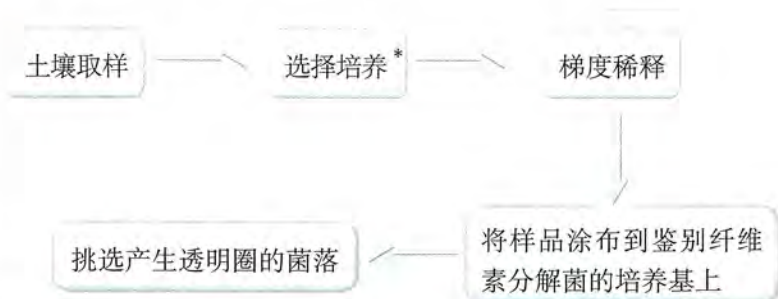 土壤取样
选择培养*
梯度稀释
将样品涂布到鉴别纤维
素分解菌的培养基上
挑选产生透明圈的菌落